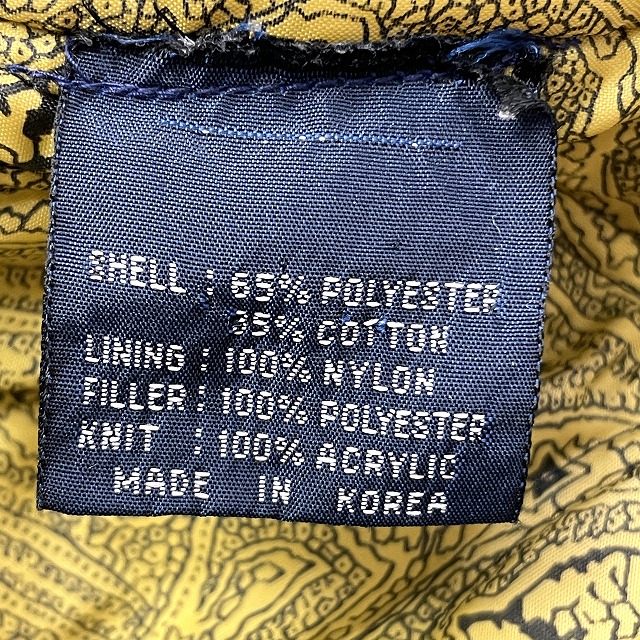 SHELL : 65% POLYESTER
35% COTTON
LINING : 100% NYLON
FILLER : 100% POLYESTER
KNIT : 100% ACRYLIC
MADE IN KOREA